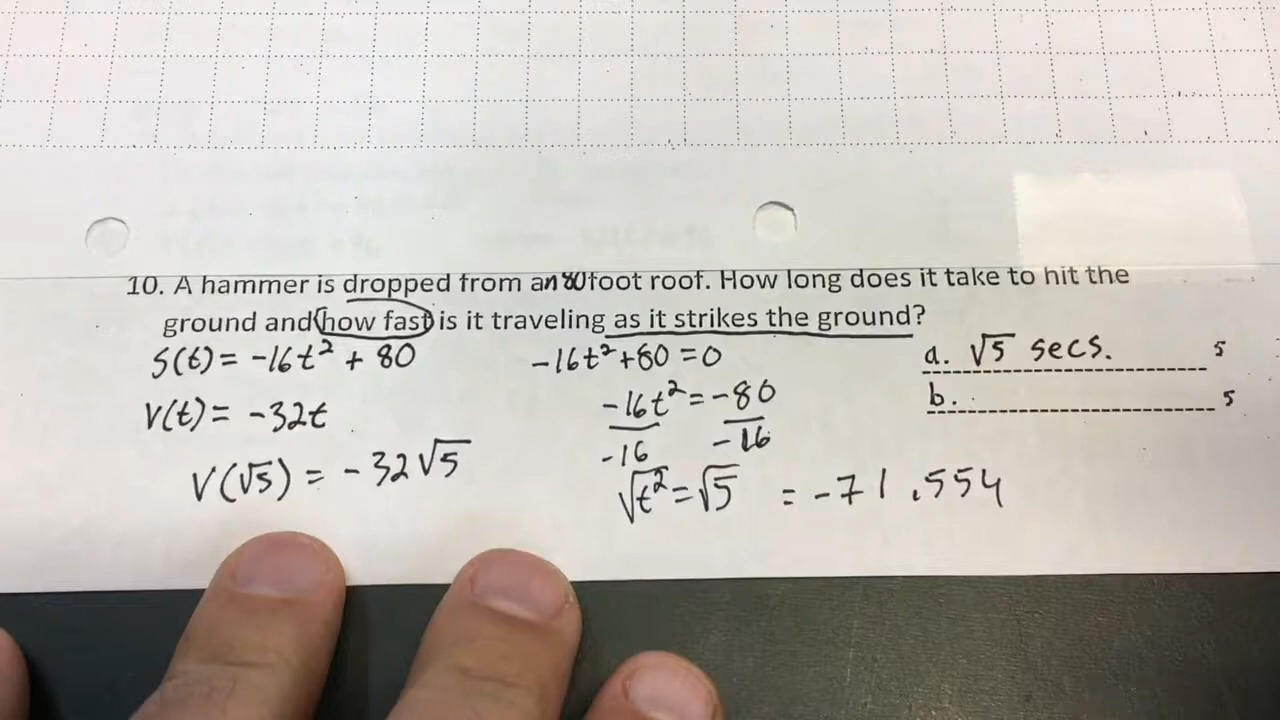 10. A hammer is dropped from an 80 foot roof. How long does it take to hit the
ground and how fast is it traveling as it strikes the ground?
S(t) = -16t² + 80
V(t) = -32t
V(√5) = -32√5
-16t² + 80 = 0
-16t² = -80
-16 -16
√t² = √5 = -71.554
a. √5 secs. 5
b. 5